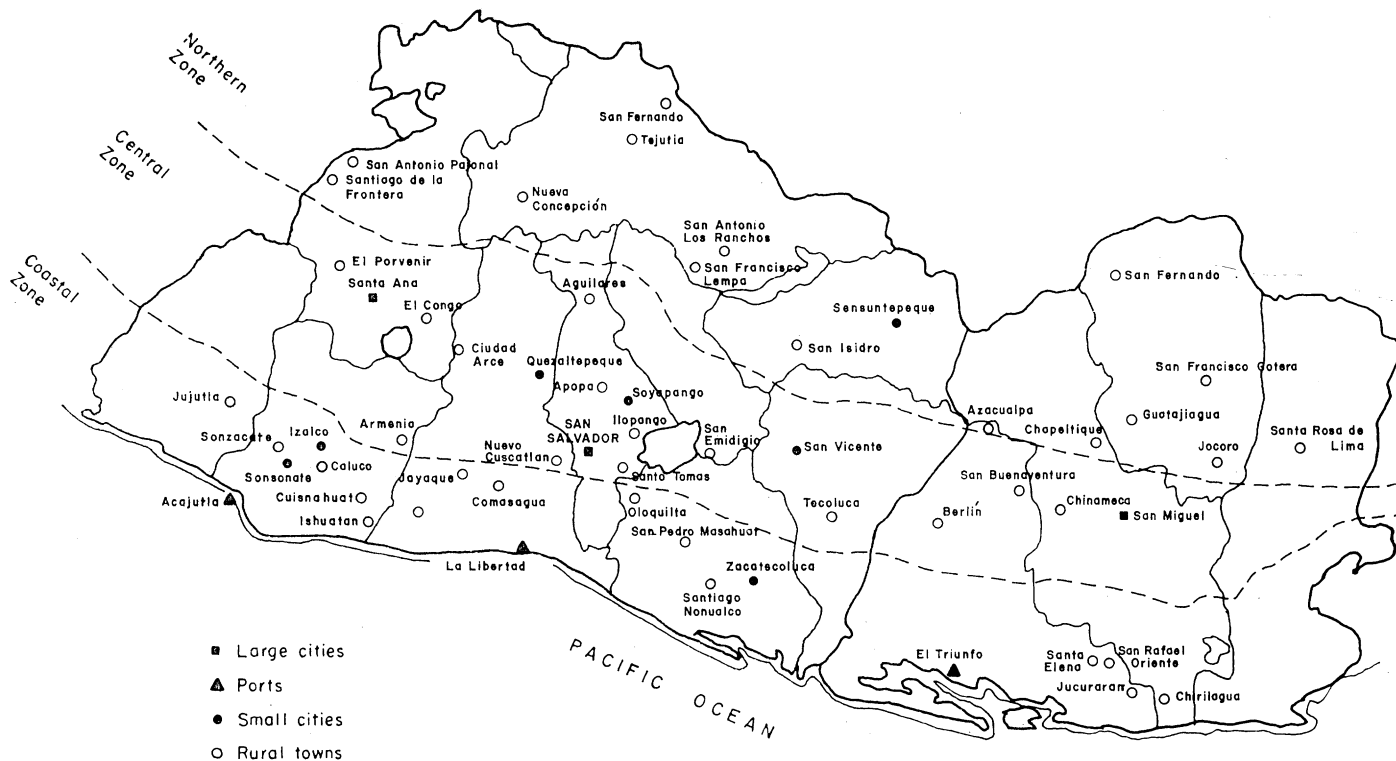 Northern
Zone
Central
Zone
Coastal
Zone
San Fernando
Tejutia
San Antonio Pajonal
Santiago de la
Frontera
Nueva
Concepción
San Antonio
Los Ranchos
San Francisco
Lempa
El Porvenir
Santa Ana
El Congo
Aguilares
San Fernando
Sensuntepeque
San Isidro
Ciudad
Arce
Quezaltepeque
Apopa
Soyapango
San Francisco Gotera
Jujutla
Armenia
Izalco
Sonzacate
Caluco
Sonsonate
Cuisnahuat
Ishuatan
Acajutla
SAN
SALVADOR
Ilopango
San
Emidigio
Nuevo
Cuscatlan
Santo Tomas
San Vicente
Azacualpa
Chapeltique
Guatajiagua
Jocoro
Santa Rosa de
Lima
Jayaque
Comasagua
Oloquilta
San Pedro Masahuat
Tecoluca
San Buenaventura
Berlín
Chinameca
San Miguel
La Libertad
Zacatecoluca
Santiago
Nonualco
El Triunfo
Santa
Elena
San Rafael
Oriente
Jucuraran
Chirilagua
PACIFIC OCEAN
Large cities
Ports
Small cities
Rural towns